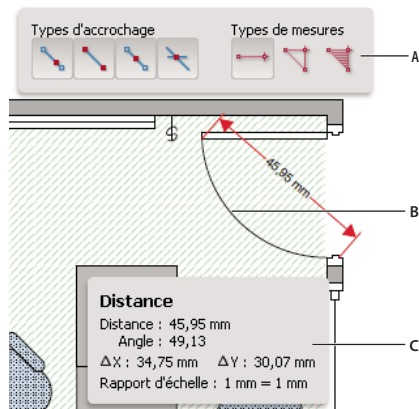 Types d'accrochage
Types de mesures
A
45,95 mm
B
Distance
Distance : 45,95 mm
Angle : 49,13
ΔX : 34,75 mm ΔY : 30,07 mm
Rapport d'échelle : 1 mm = 1 mm
C